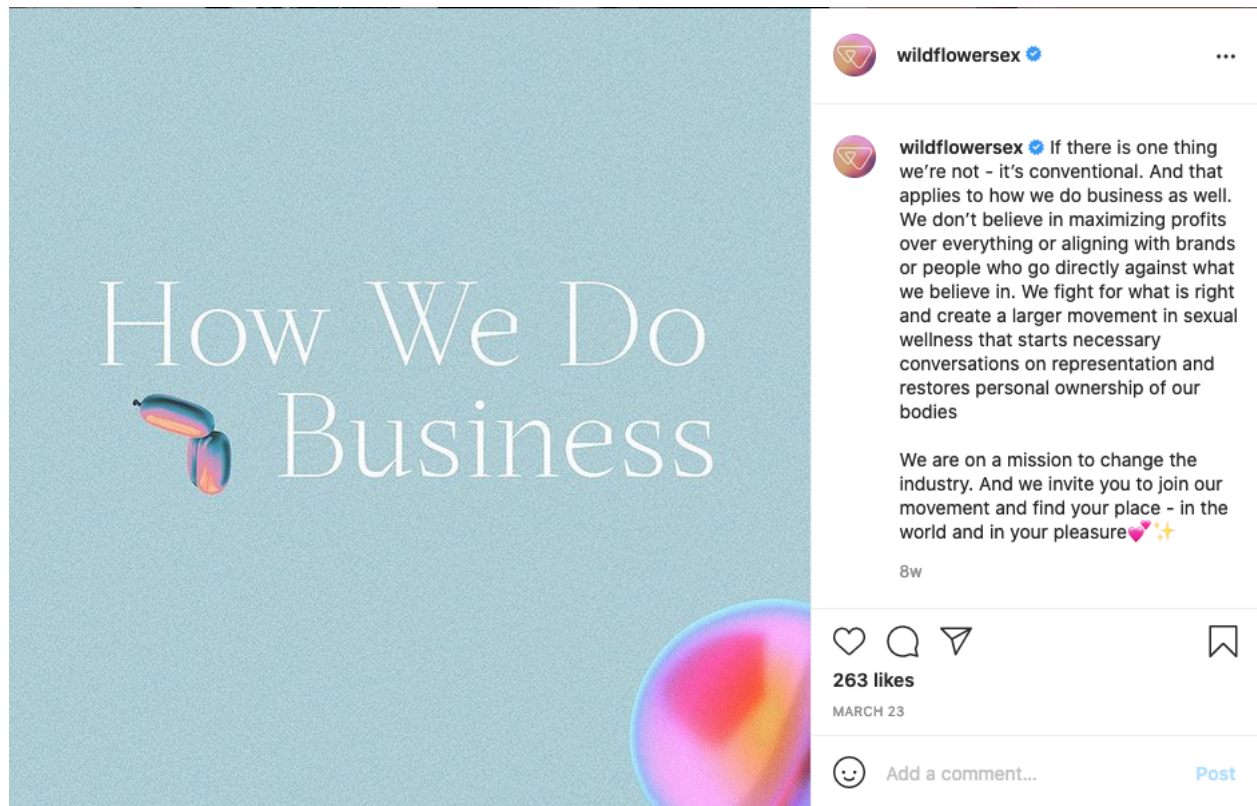 How We Do
Business
wildflowersex
wildflowersex If there is one thing
we're not - it's conventional. And that
applies to how we do business as well.
We don't believe in maximizing profits
over everything or aligning with brands
or people who go directly against what
we believe in. We fight for what is right
and create a larger movement in sexual
wellness that starts necessary
conversations on representation and
restores personal ownership of our
bodies
We are on a mission to change the
industry. And we invite you to join our
movement and find your place - in the
world and in your pleasure💕✨
8w
263 likes
MARCH 23
Add a comment...
Post